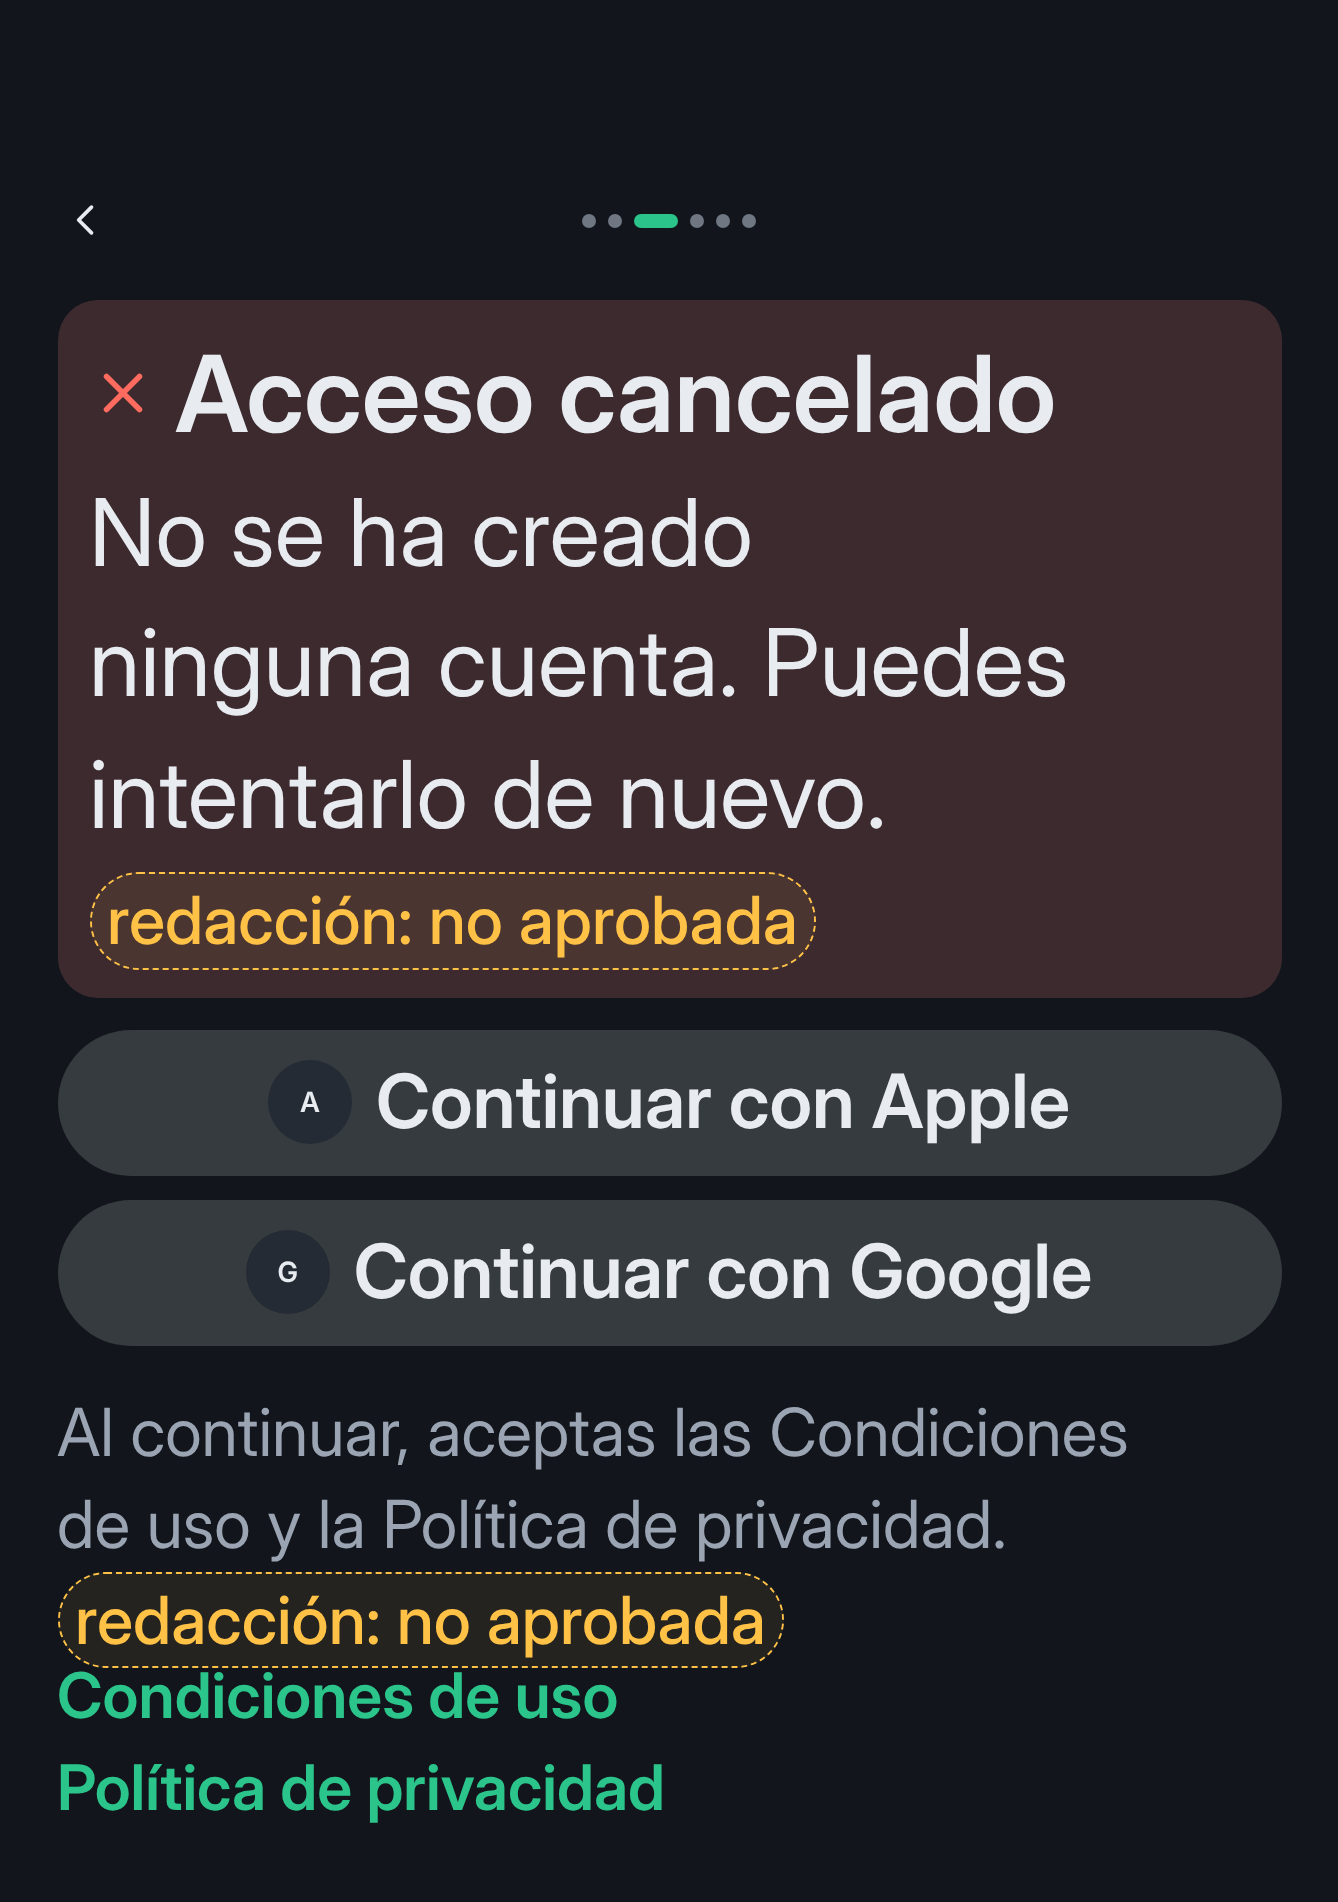 Acceso cancelado
No se ha creado
ninguna cuenta. Puedes
intentarlo de nuevo.
redacción: no aprobada
A Continuar con Apple
G Continuar con Google
Al continuar, aceptas las Condiciones
de uso y la Política de privacidad.
redacción: no aprobada
Condiciones de uso
Política de privacidad